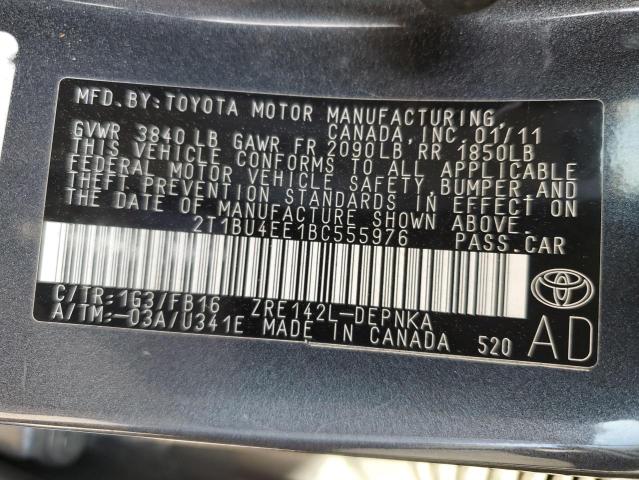 MFD.BY:TOYOTA MOTOR MANUFACTURING,
CANADA, INC. 01/11
GVWR 3840 LB GAWR FR 2090LB, RR 1850LB
THIS VEHICLE CONFORMS TO ALL APPLICABLE
FEDERAL MOTOR VEHICLE SAFETY, BUMPER, AND
THEFT PREVENTION STANDARDS IN EFFECT ON
THE DATE OF MANUFACTURE SHOWN ABOVE.
2T1BU4EE1BC555976 PASS.CAR
C/TR:1G3/FB16 ZRE142L-DEPNKA
A/TM:-03A/U341E MADE IN CANADA 520
AD